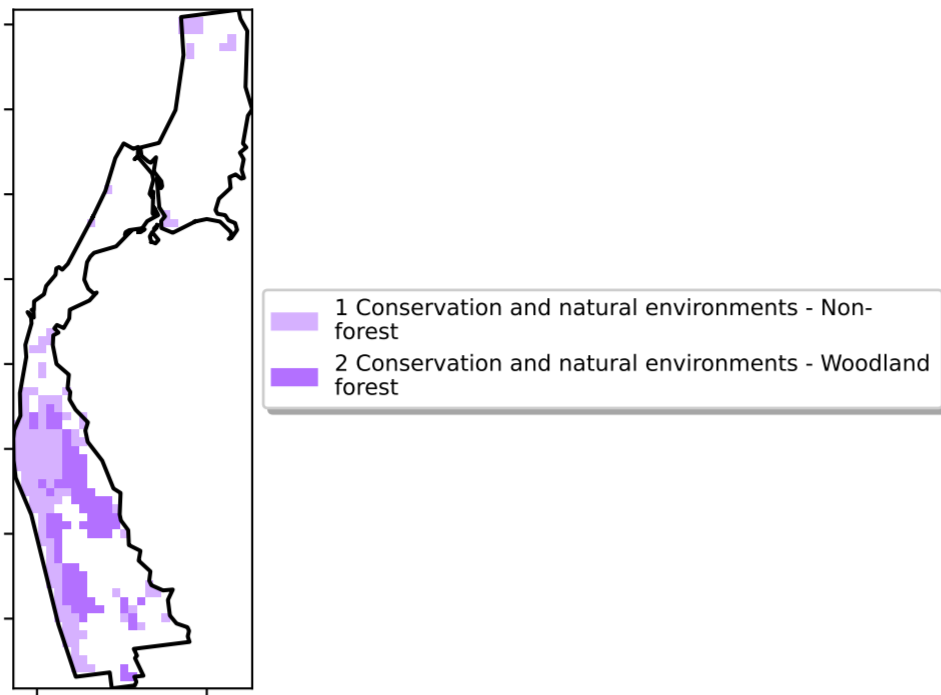 1 Conservation and natural environments - Non-
forest
2 Conservation and natural environments - Woodland
forest